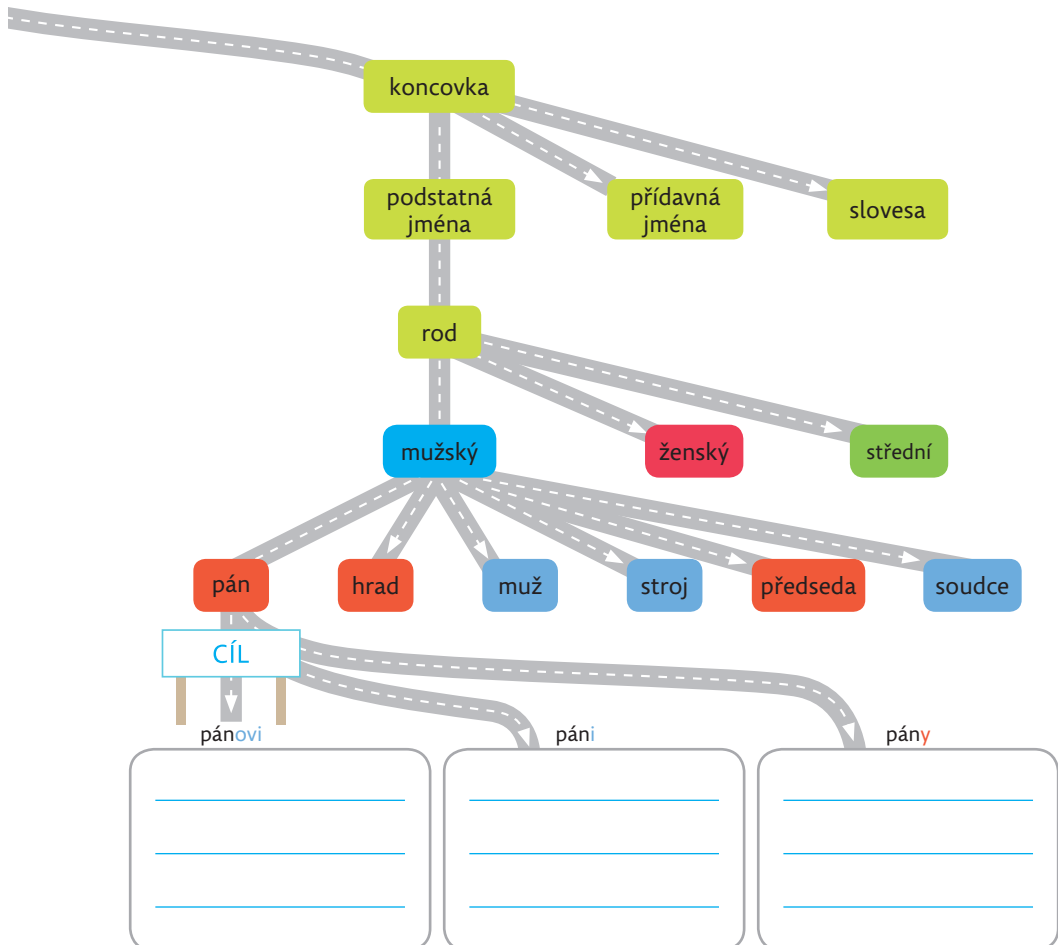 koncovka
podstatná
jména
přídavná
jména
slovesa
rod
mužský
ženský
střední
pán
hrad
muž
stroj
předseda
soudce
CÍL
pánovi
páni
pány